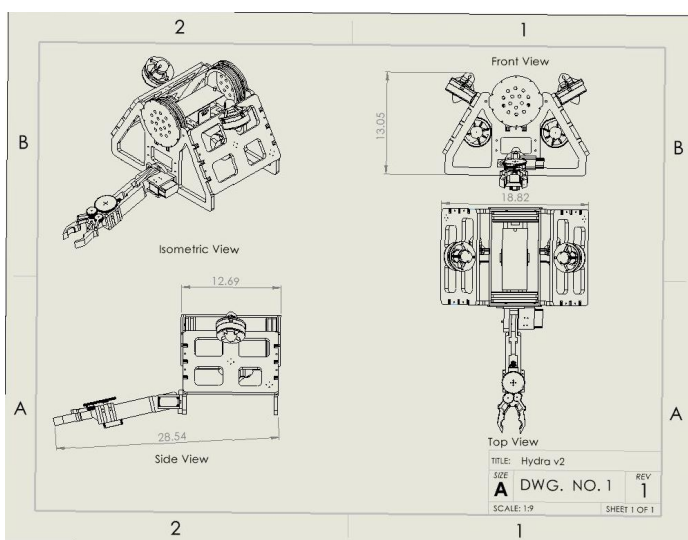 2
1
B
B
Isometric View
Front View
13.05
18.82
12.69
28.54
Side View
Top View
A
A
TITLE: Hydra v2
SIZE
A
DWG. NO. 1
REV
1
SCALE: 1:9
SHEET 1 OF 1
2
1